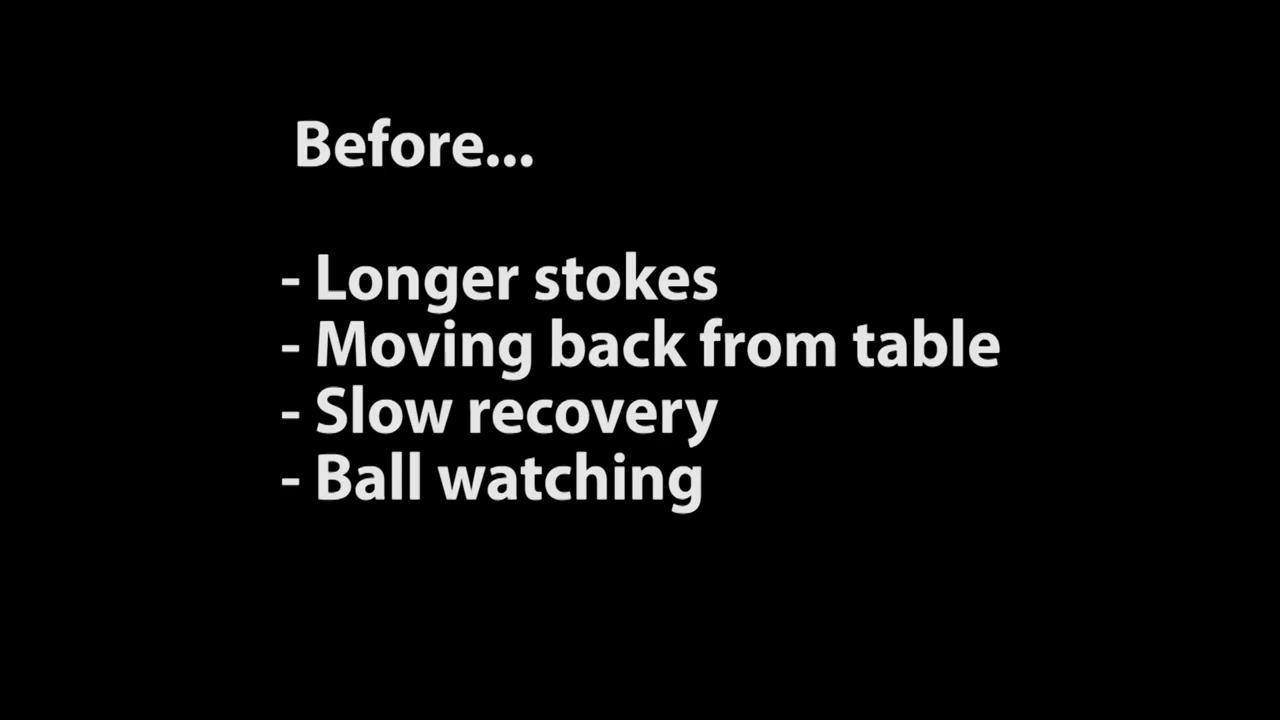 Before...
- Longer stokes
- Moving back from table
- Slow recovery
- Ball watching